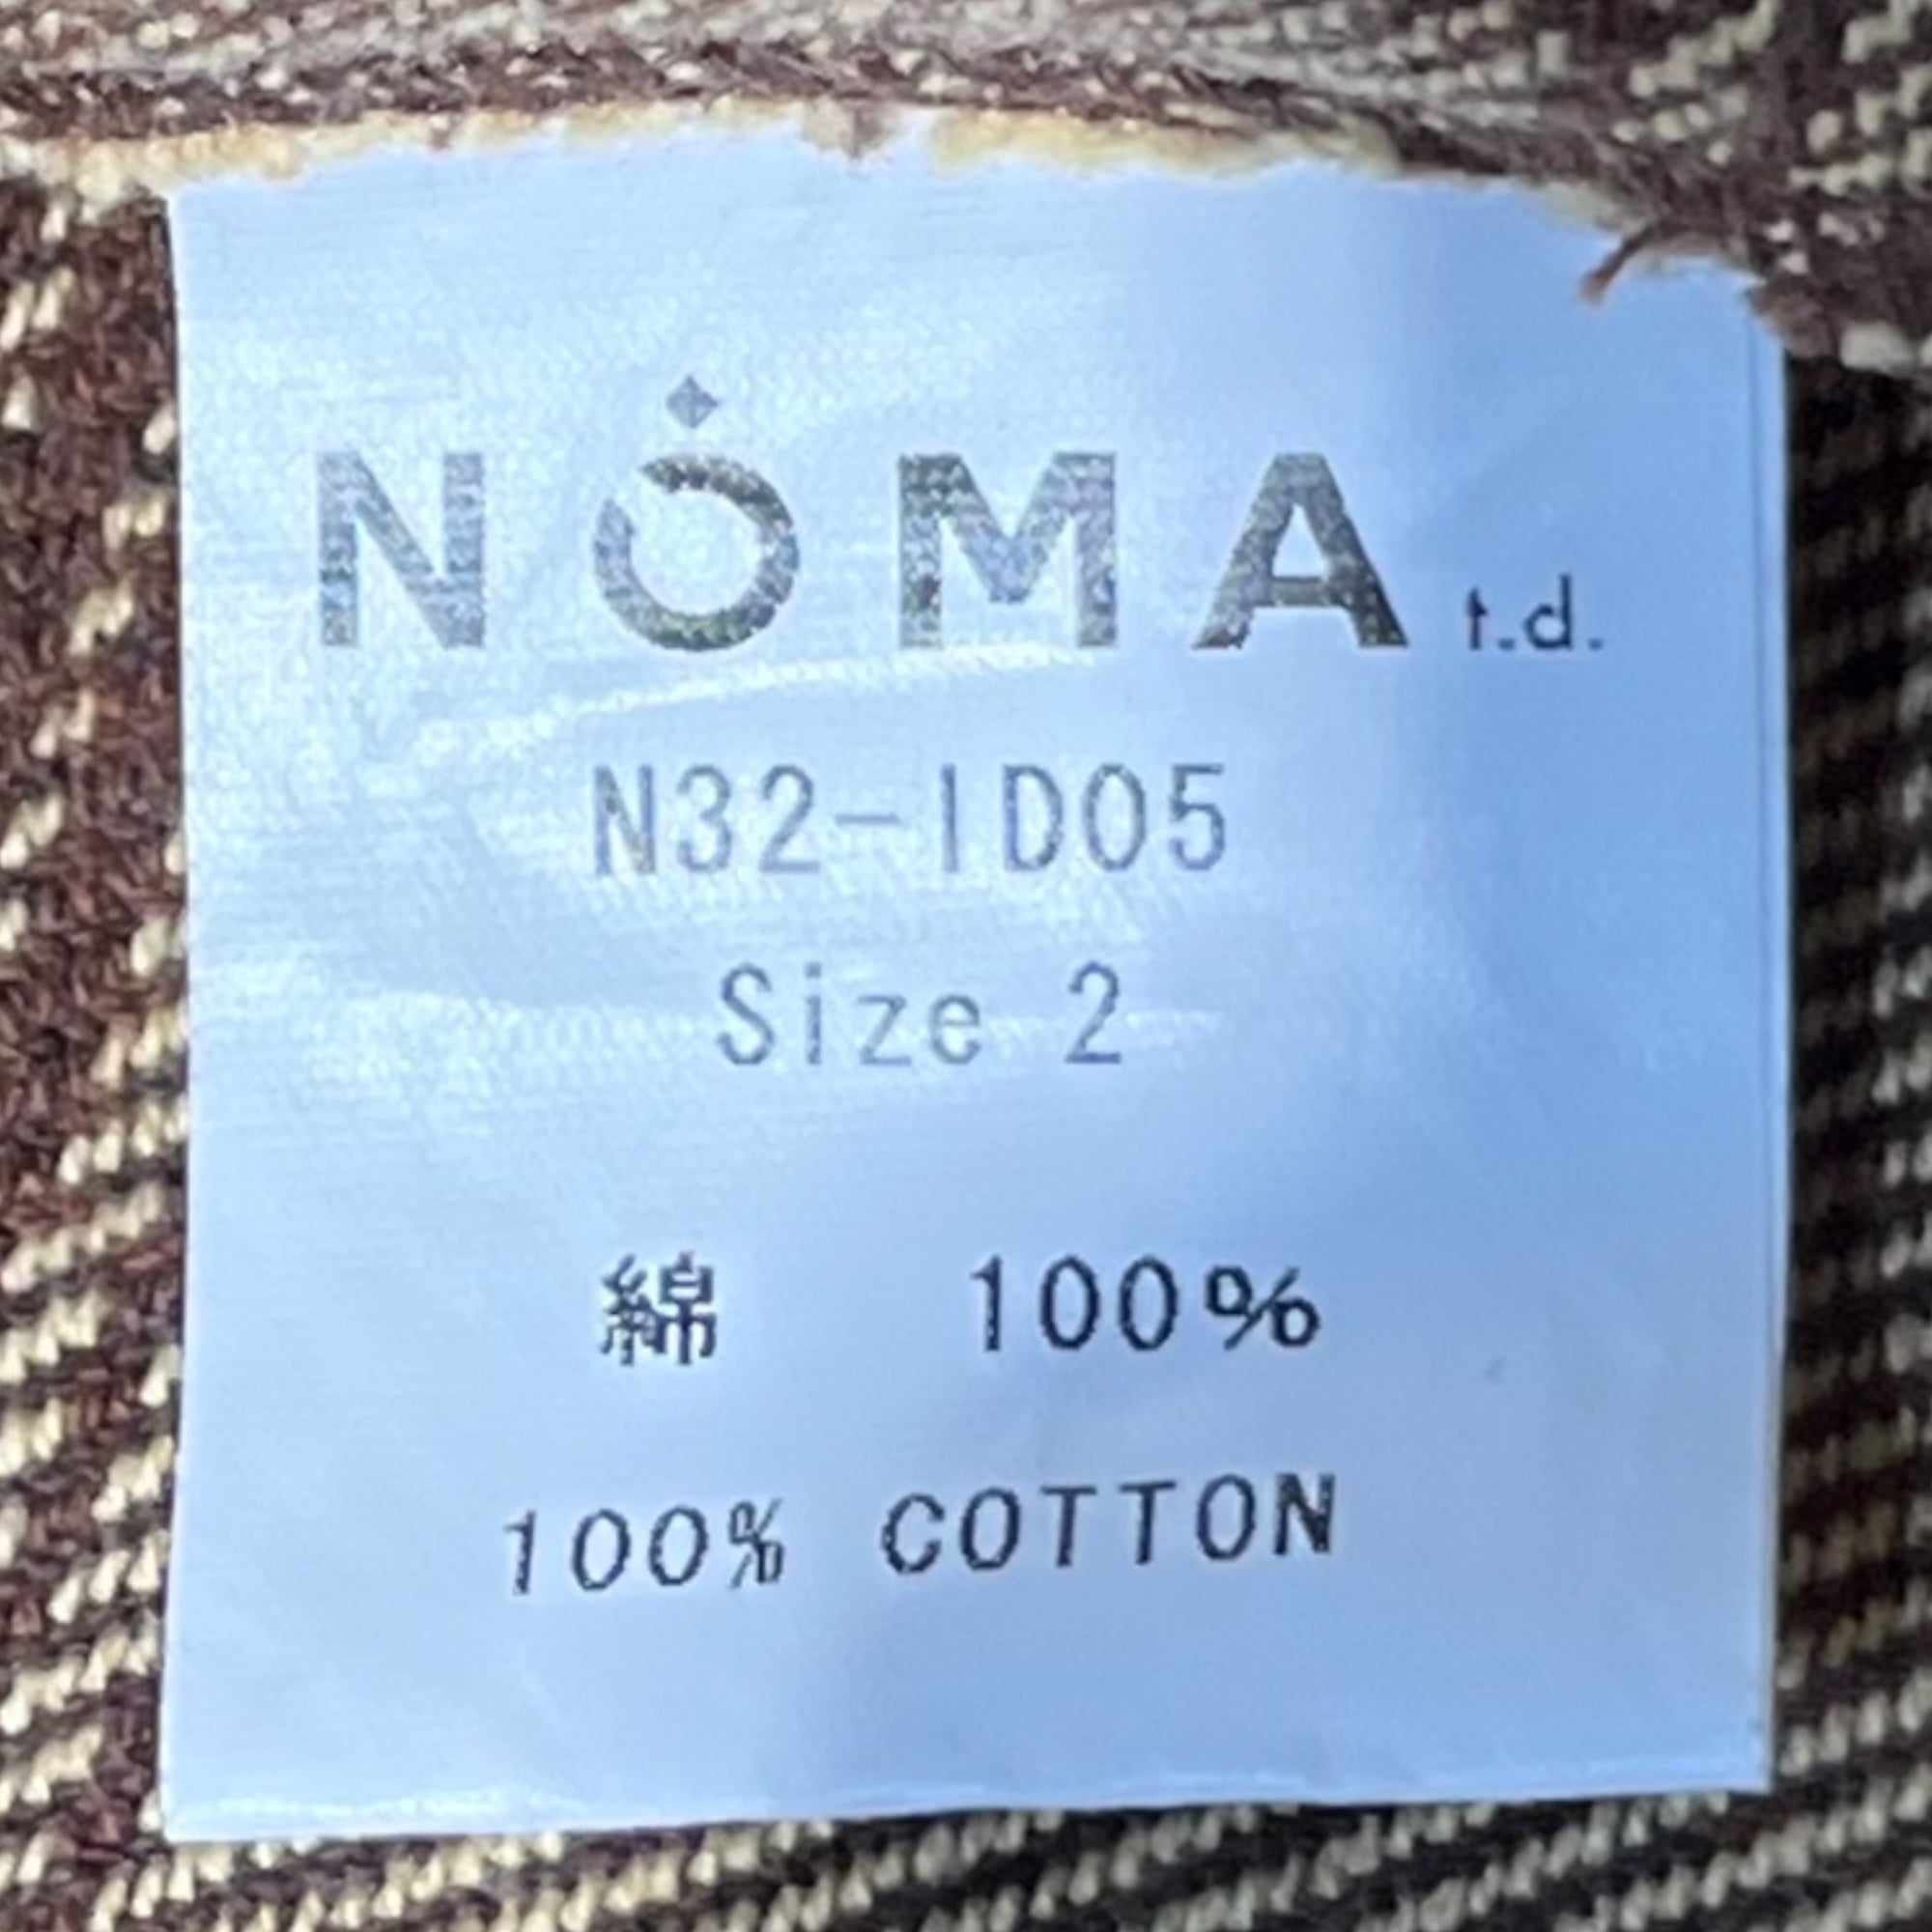 NOMA t.d.
N32-ID05
Size 2
綿 100%
100% COTTON